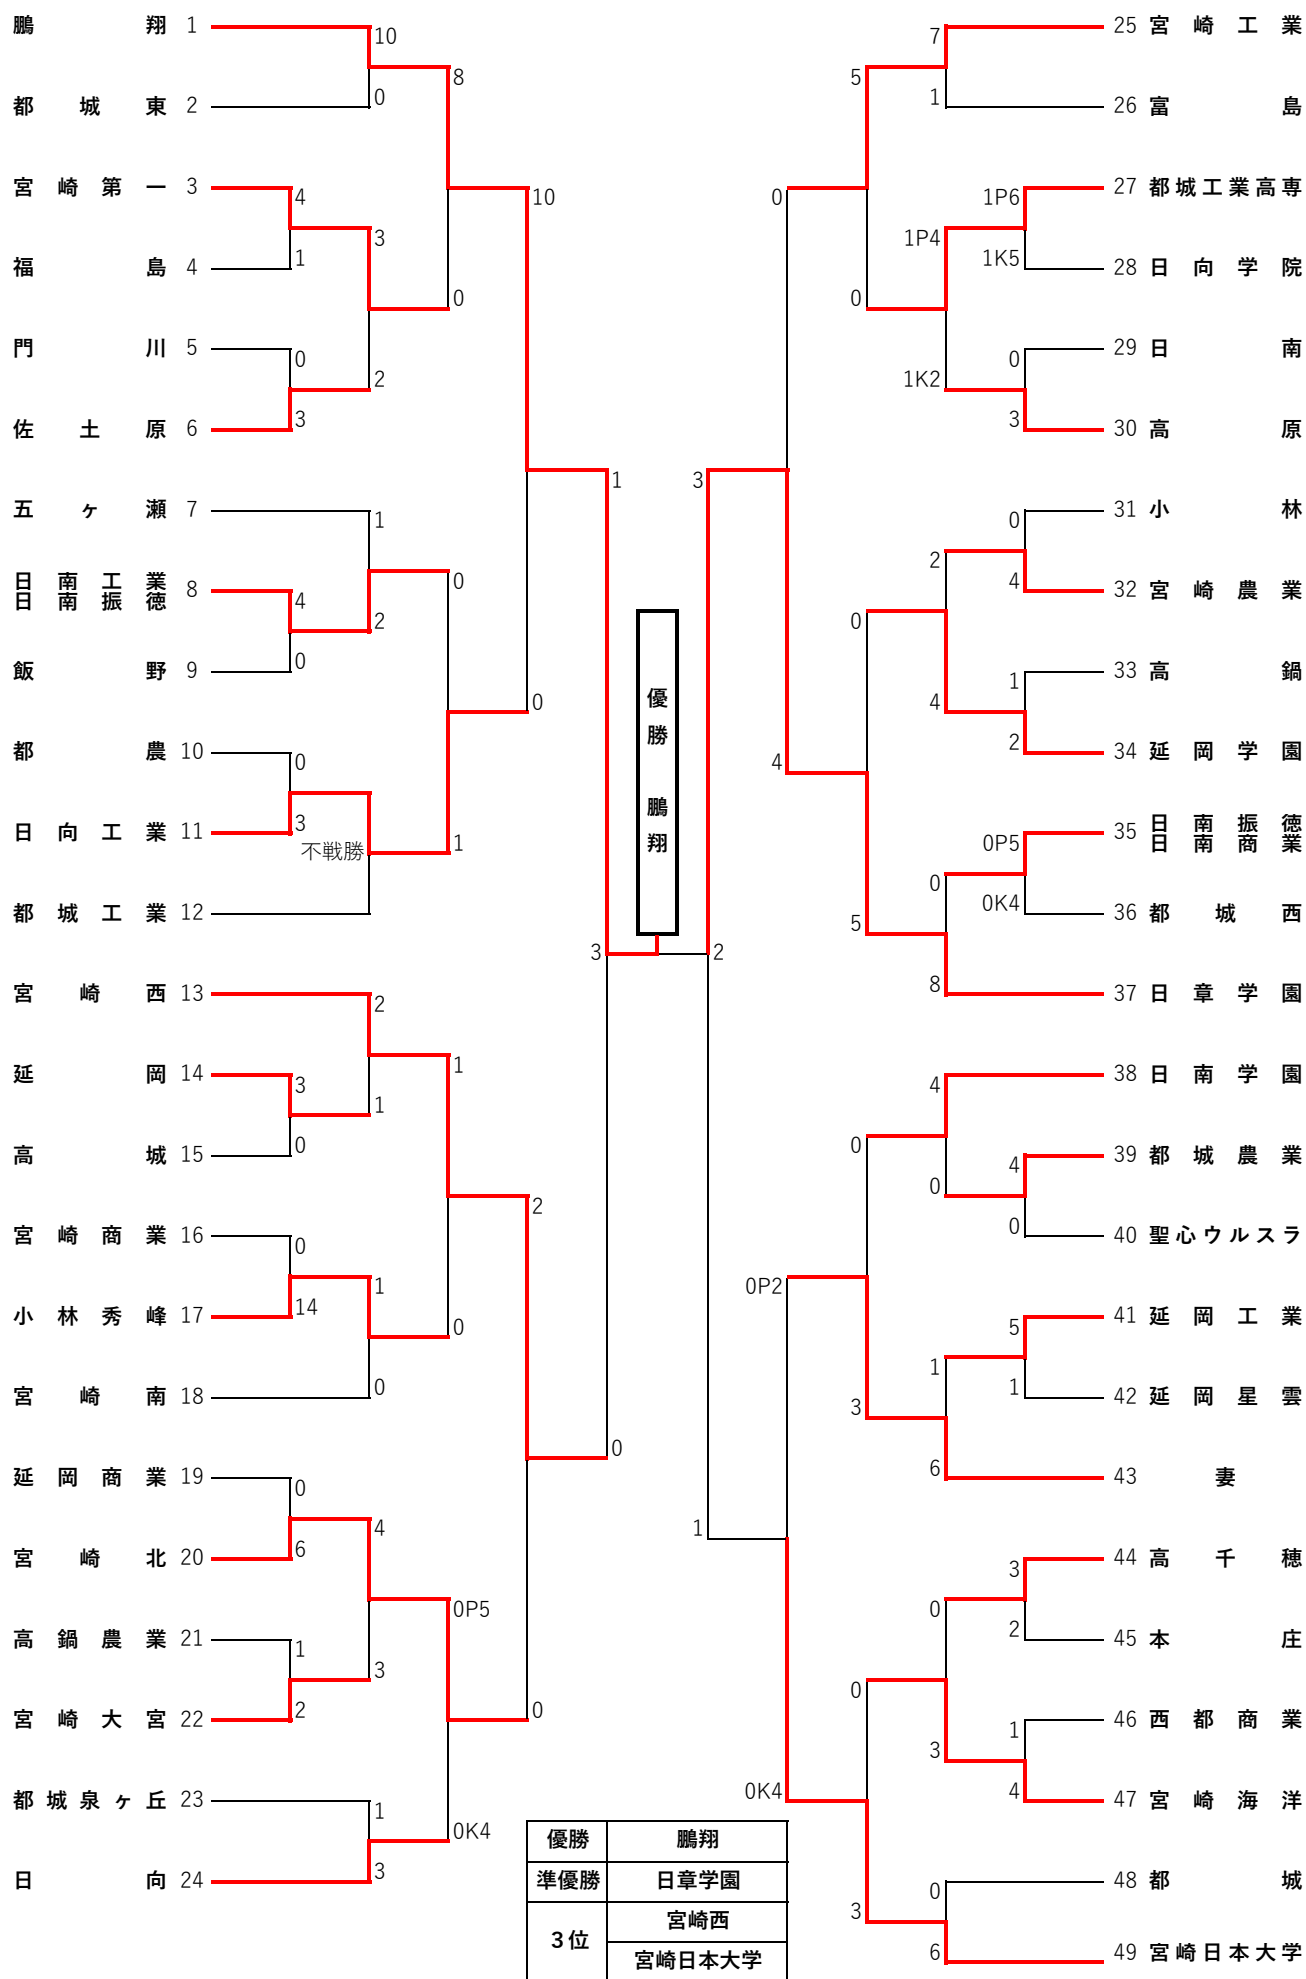 鵬翔 1
都城東 2
宮崎第一 3
福島 4
門川 5
佐土原 6
五ヶ瀬 7
日南工業
日南振徳 8
飯野 9
都農 10
日向工業 11
都城工業 12
宮崎西 13
延岡 14
高城 15
宮崎商業 16
小林秀峰 17
宮崎南 18
延岡商業 19
宮崎北 20
高鍋農業 21
宮崎大宮 22
都城泉ヶ丘 23
日向 24
4
1
0
3
4
0
0
3
3
0
0
14
0
6
1
2
10
0
3
2
1
2
不戦勝
2
1
1
0
4
3
1
3
8
0
0
1
1
0
0P5
0K4
10
0
2
0
1
0
3
優勝 鵬翔
2
3
1
0
4
0P2
0K4
5
0
0
5
0
3
0
3
7
1
1P4
1K2
2
4
0
8
4
0
1
6
0
3
0
6
1P6
1K5
0
3
0
4
1
2
0P5
0K4
4
0
5
1
3
2
1
4
25 宮崎工業
26 富島
27 都城工業高専
28 日向学院
29 日南
30 高原
31 小林
32 宮崎農業
33 高鍋
34 延岡学園
35 日南振徳
日南商業
36 都城西
37 日章学園
38 日南学園
39 都城農業
40 聖心ウルスラ
41 延岡工業
42 延岡星雲
43 妻
44 高千穂
45 本庄
46 西都商業
47 宮崎海洋
48 都城
49 宮崎日本大学
優勝 鵬翔
準優勝 日章学園
３位 宮崎西
宮崎日本大学